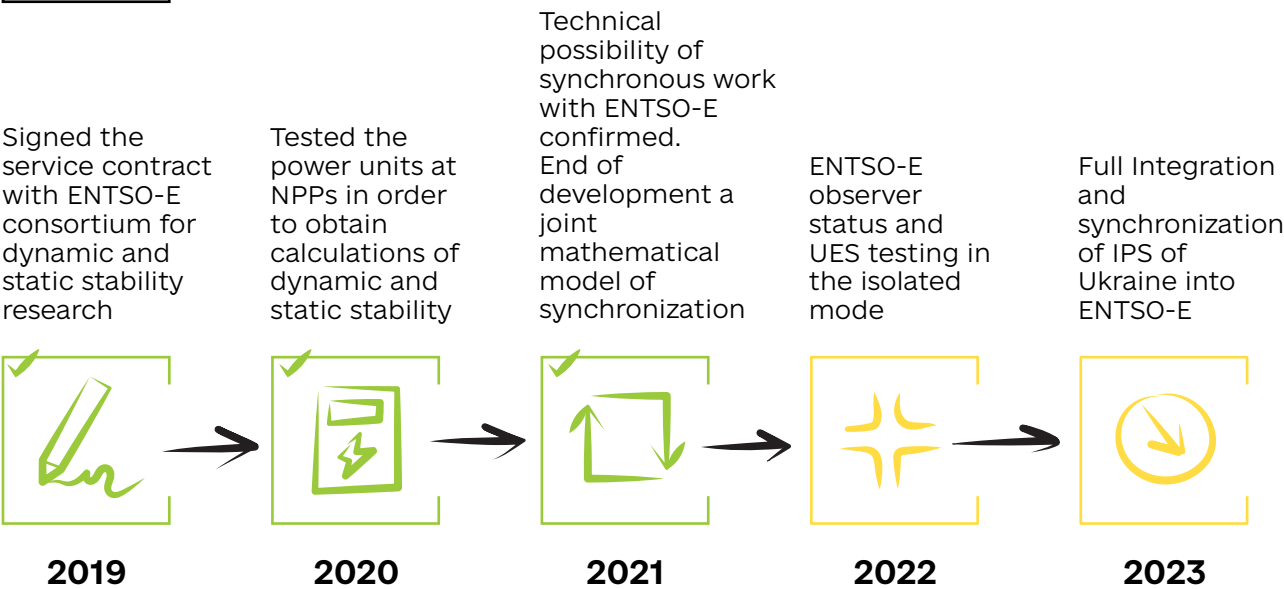 Signed the
service contract
with ENTSO-E
consortium for
dynamic and
static stability
research
Tested the
power units at
NPPs in order
to obtain
calculations of
dynamic and
static stability
Technical
possibility of
synchronous work
with ENTSO-E
confirmed.
End of
development a
joint
mathematical
model of
synchronization
ENTSO-E
observer
status and
UES testing in
the isolated
mode
Full Integration
and
synchronization
of IPS of
Ukraine into
ENTSO-E
2019
2020
2021
2022
2023